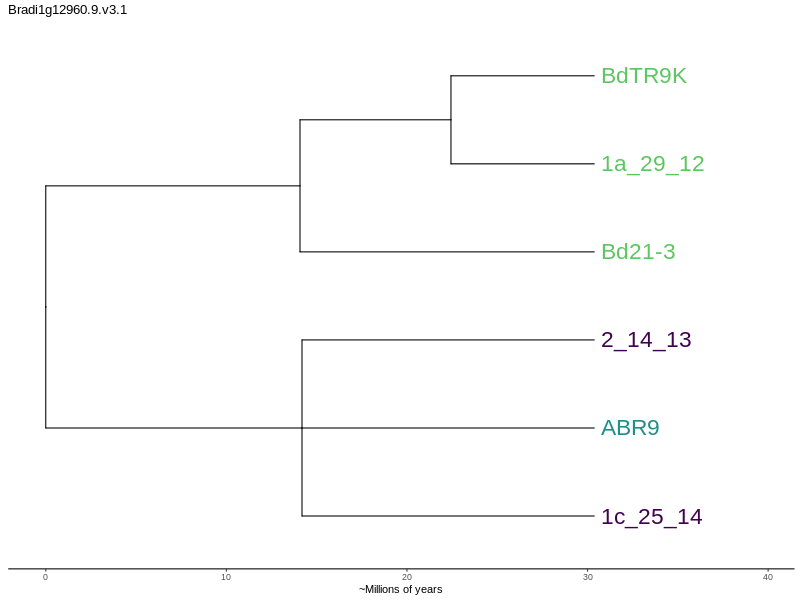 Bradi1g12960.9.v3.1
BdTR9K
1a_29_12
Bd21-3
2_14_13
ABR9
1c_25_14
0 10 20 30 40
~Millions of years